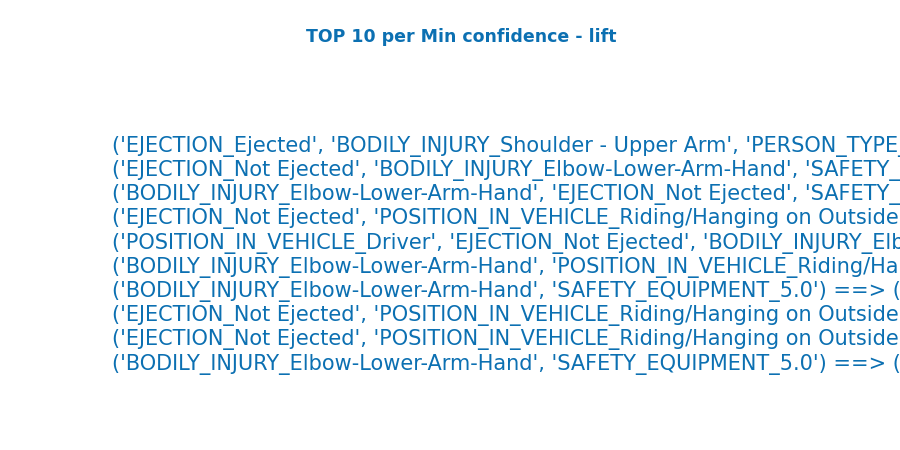 TOP 10 per Min confidence - lift
('EJECTION_Ejected', 'BODILY_INJURY_Shoulder - Upper Arm', 'PERSON_TYPE_
('EJECTION_Not Ejected', 'BODILY_INJURY_Elbow-Lower-Arm-Hand', 'SAFETY_
('BODILY_INJURY_Elbow-Lower-Arm-Hand', 'EJECTION_Not Ejected', 'SAFETY_
('EJECTION_Not Ejected', 'POSITION_IN_VEHICLE_Riding/Hanging on Outside
('POSITION_IN_VEHICLE_Driver', 'EJECTION_Not Ejected', 'BODILY_INJURY_Elb
('BODILY_INJURY_Elbow-Lower-Arm-Hand', 'POSITION_IN_VEHICLE_Riding/Ha
('BODILY_INJURY_Elbow-Lower-Arm-Hand', 'SAFETY_EQUIPMENT_5.0') ==> (
('EJECTION_Not Ejected', 'POSITION_IN_VEHICLE_Riding/Hanging on Outside
('EJECTION_Not Ejected', 'POSITION_IN_VEHICLE_Riding/Hanging on Outside
('BODILY_INJURY_Elbow-Lower-Arm-Hand', 'SAFETY_EQUIPMENT_5.0') ==> (